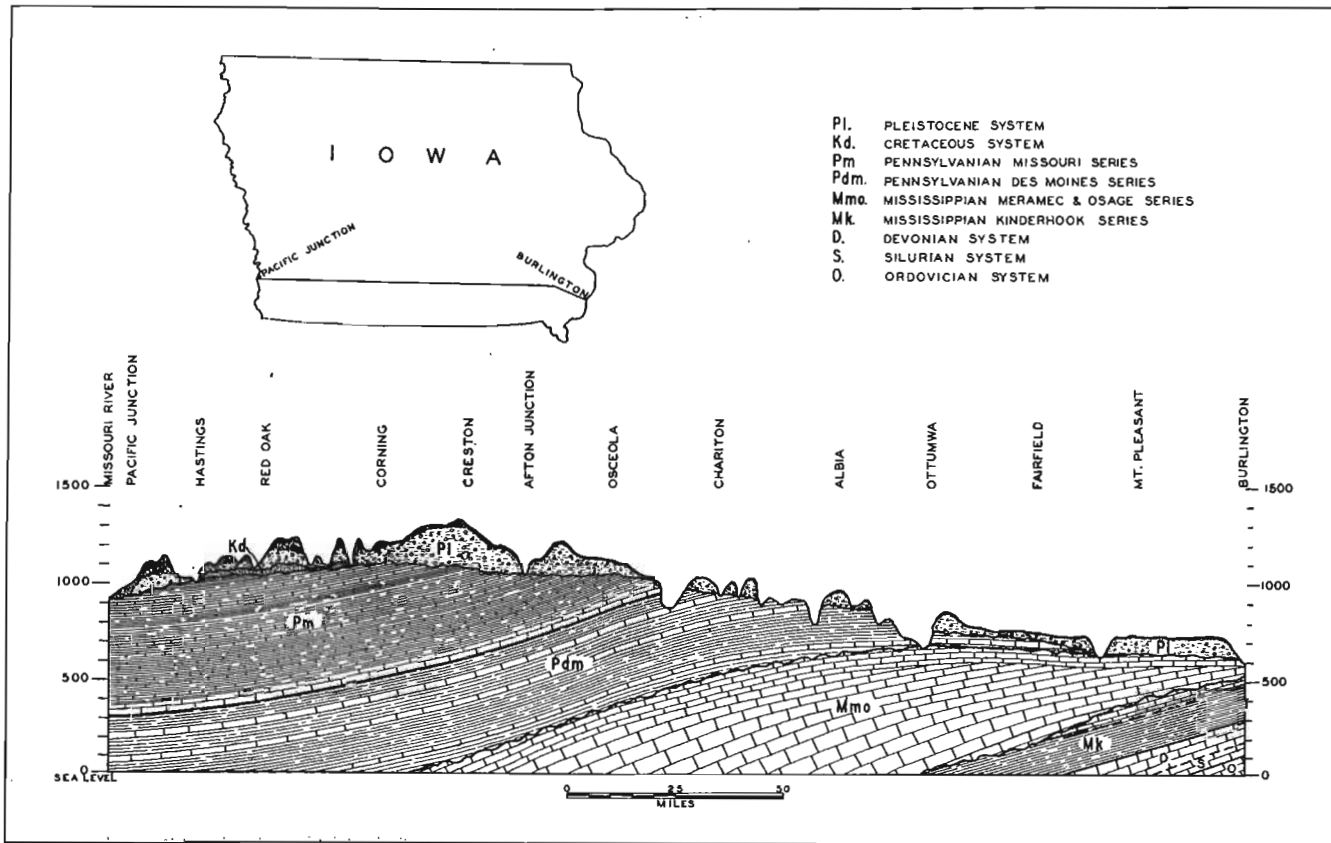 I O W A
PACIFIC JUNCTION
BURLINGTON
Pl. PLEISTOCENE SYSTEM
Kd. CRETACEOUS SYSTEM
Pm PENNSYLVANIAN MISSOURI SERIES
Pdm. PENNSYLVANIAN DES MOINES SERIES
Mmo. MISSISSIPPIAN MERAMEC & OSAGE SERIES
Mk. MISSISSIPPIAN KINDERHOOK SERIES
D. DEVONIAN SYSTEM
S. SILURIAN SYSTEM
O. ORDOVICIAN SYSTEM
MISSOURI RIVER
PACIFIC JUNCTION
HASTINGS
RED OAK
CORNING
CRESTON
AFTON JUNCTION
OSCEOLA
CHARITON
ALBIA
OTTUMWA
FAIRFIELD
MT. PLEASANT
BURLINGTON
1500
1500
Kd
Pl
1000
1000
Pm
Pl
Pdm
500
500
Mmo
Mk
D
S
O
0
0
SEA LEVEL
0 25 50
MILES